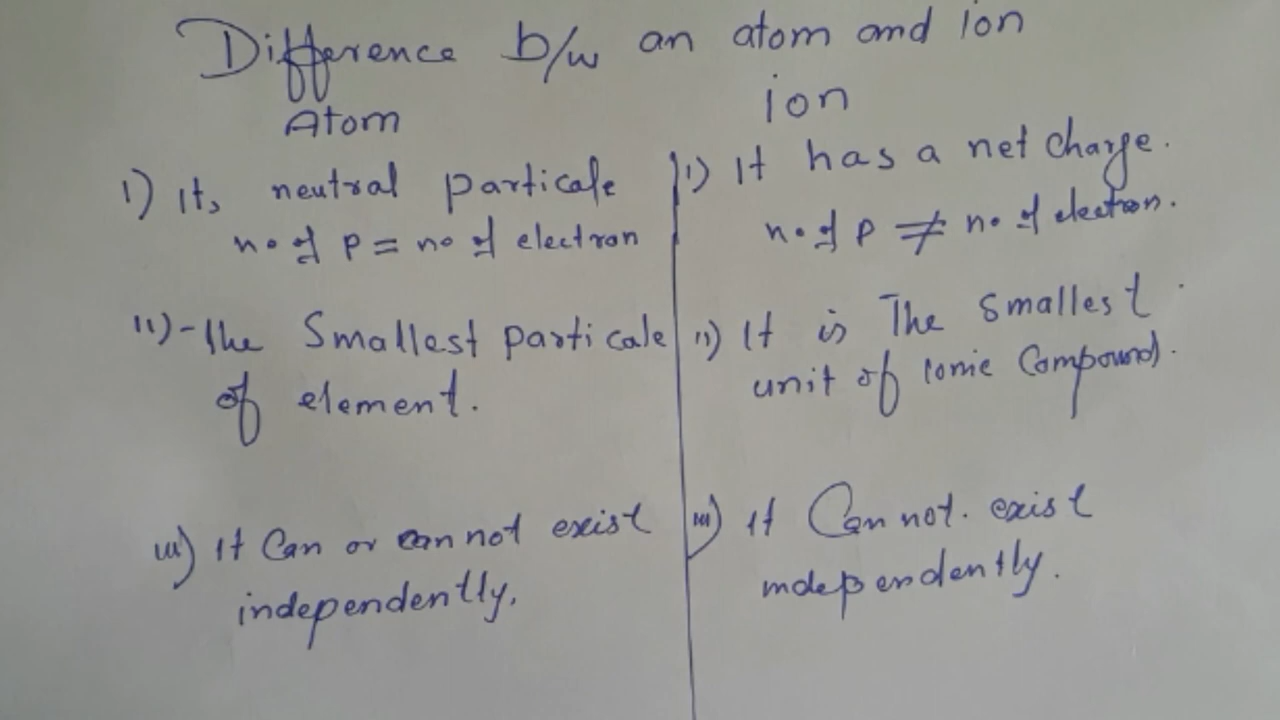 Difference b/w an atom and ion
Atom
i) Its neutral particale
no of p = no of electron
ii) The Smallest particale
of element.
iii) It Can or cannot exist
independently,
ion
i) It has a net charge.
no of p ≠ no of electron.
ii) It is The smallest
unit of ionic Compound.
iii) It Can not. exist
independently.